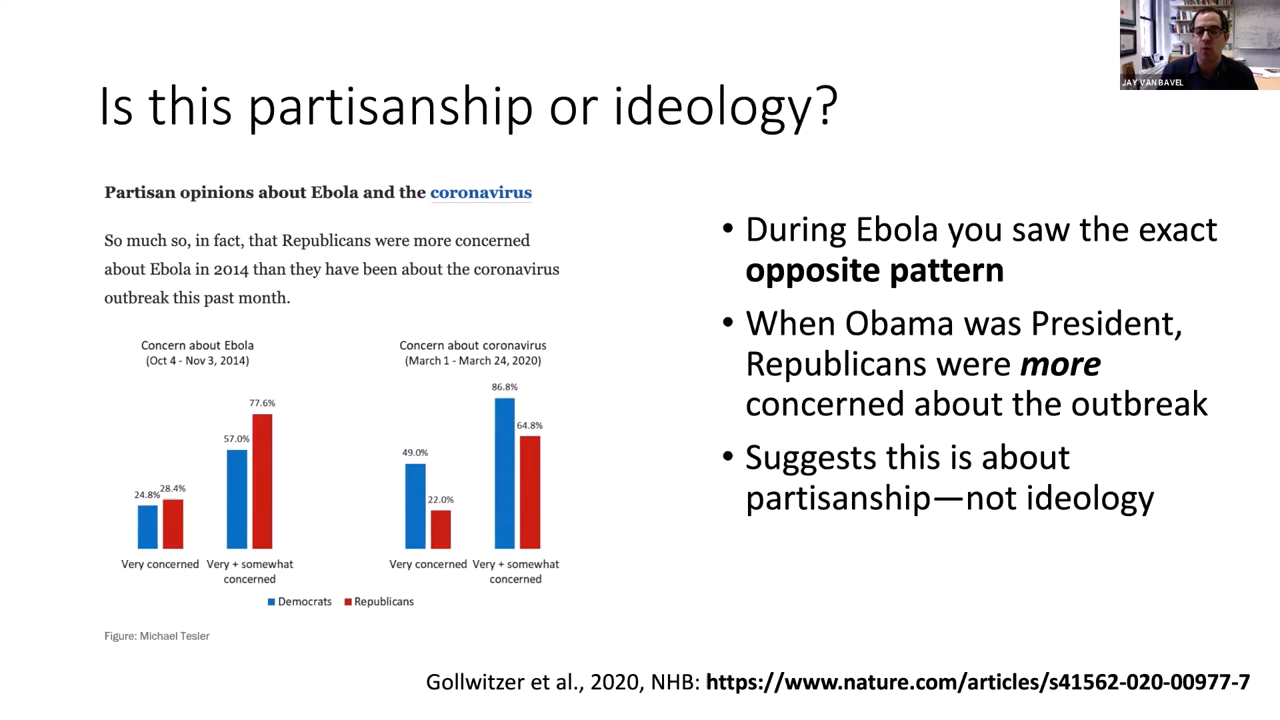 JAY VAN BAVEL
Is this partisanship or ideology?
Partisan opinions about Ebola and the coronavirus
So much so, in fact, that Republicans were more concerned
about Ebola in 2014 than they have been about the coronavirus
outbreak this past month.
Concern about Ebola
(Oct 4 - Nov 3, 2014)
77.6%
57.0%
24.8%
28.4%
Very concerned
Very + somewhat
concerned
Concern about coronavirus
(March 1 - March 24, 2020)
86.8%
64.8%
49.0%
22.0%
Very concerned
Very + somewhat
concerned
Democrats Republicans
Figure: Michael Tesler
• During Ebola you saw the exact
opposite pattern
• When Obama was President,
Republicans were more
concerned about the outbreak
• Suggests this is about
partisanship—not ideology
Gollwitzer et al., 2020, NHB: https://www.nature.com/articles/s41562-020-00977-7